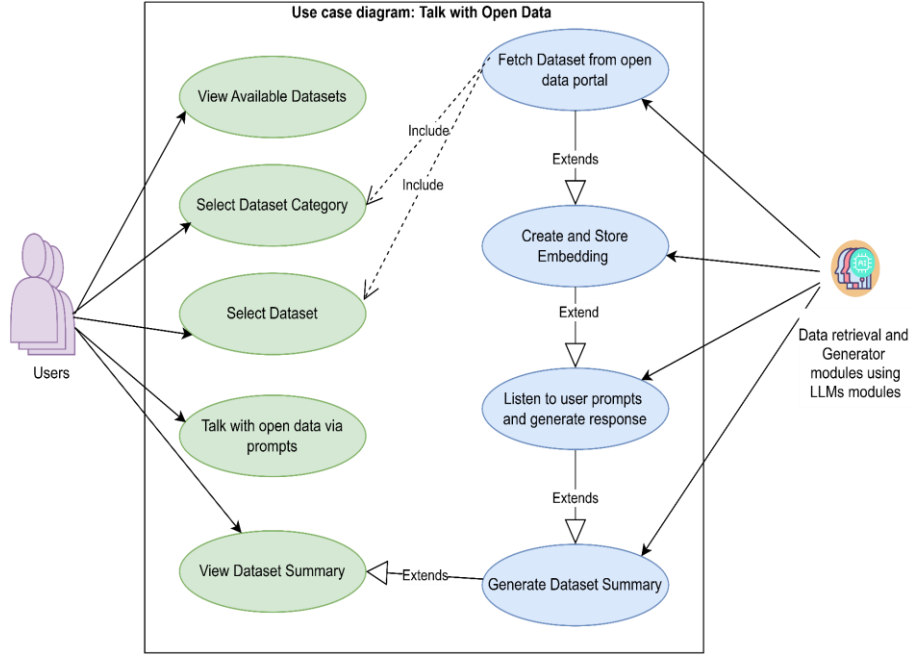 Use case diagram: Talk with Open Data
Fetch Dataset from open
data portal
View Available Datasets
Include
Extends
Include
Select Dataset Category
Create and Store
Embedding
AI
Select Dataset
Extend
Users
Data retrieval and
Generator
modules using
LLMs modules
Listen to user prompts
and generate response
Talk with open data via
prompts
Extends
View Dataset Summary
Extends
Generate Dataset Summary